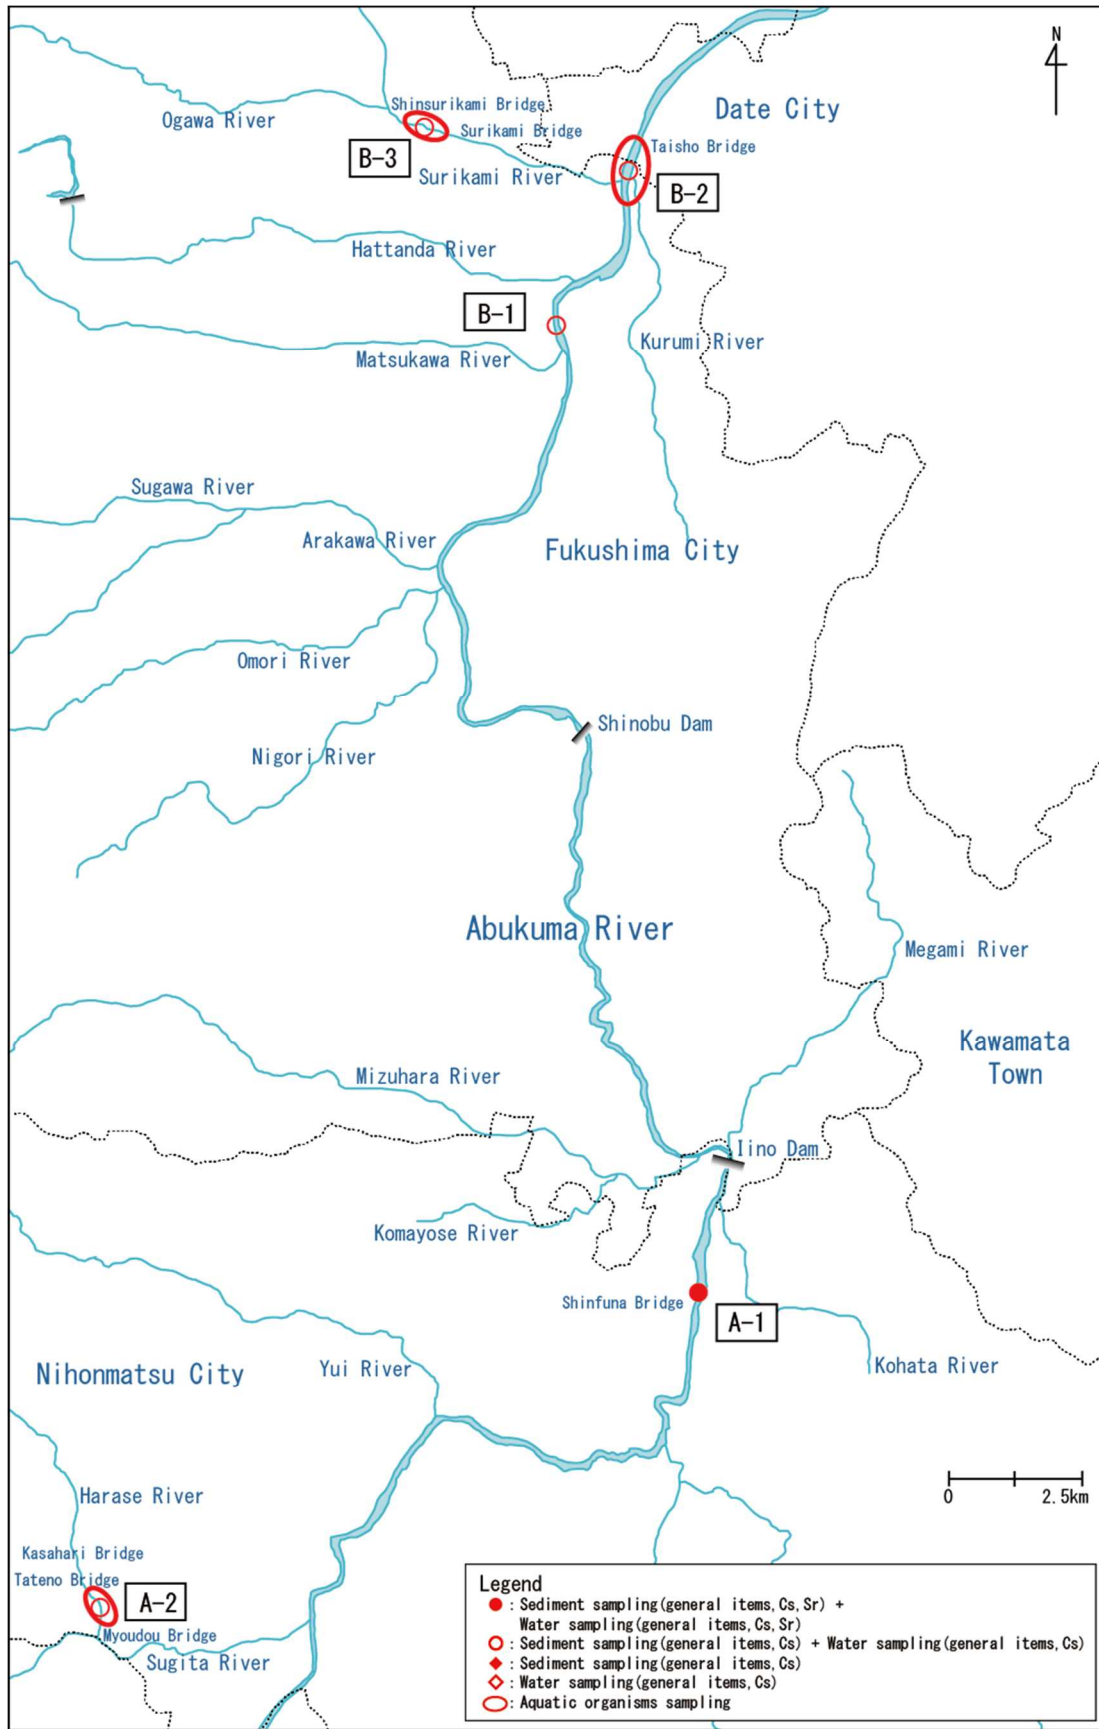 N
Date City
Shinsurikami Bridge
Ogawa River
Surikami Bridge
Taisho Bridge
B-3
Surikami River
B-2
Hattanda River
B-1
Kurumi River
Matsukawa River
Sugawa River
Arakawa River
Fukushima City
Omori River
Shinobu Dam
Nigori River
Abukuma River
Megami River
Kawamata
Town
Mizuhara River
Iino Dam
Komayose River
Shinfuna Bridge
A-1
Kohata River
Yui River
Nihonmatsu City
Harase River
0 2.5km
Kasahari Bridge
Tateno Bridge
A-2
Myoudou Bridge
Sugita River
Legend
: Sediment sampling(general items,Cs,Sr) +
Water sampling(general items,Cs,Sr)
: Sediment sampling(general items,Cs) + Water sampling(general items,Cs)
: Sediment sampling(general items,Cs)
: Water sampling(general items,Cs)
: Aquatic organisms sampling